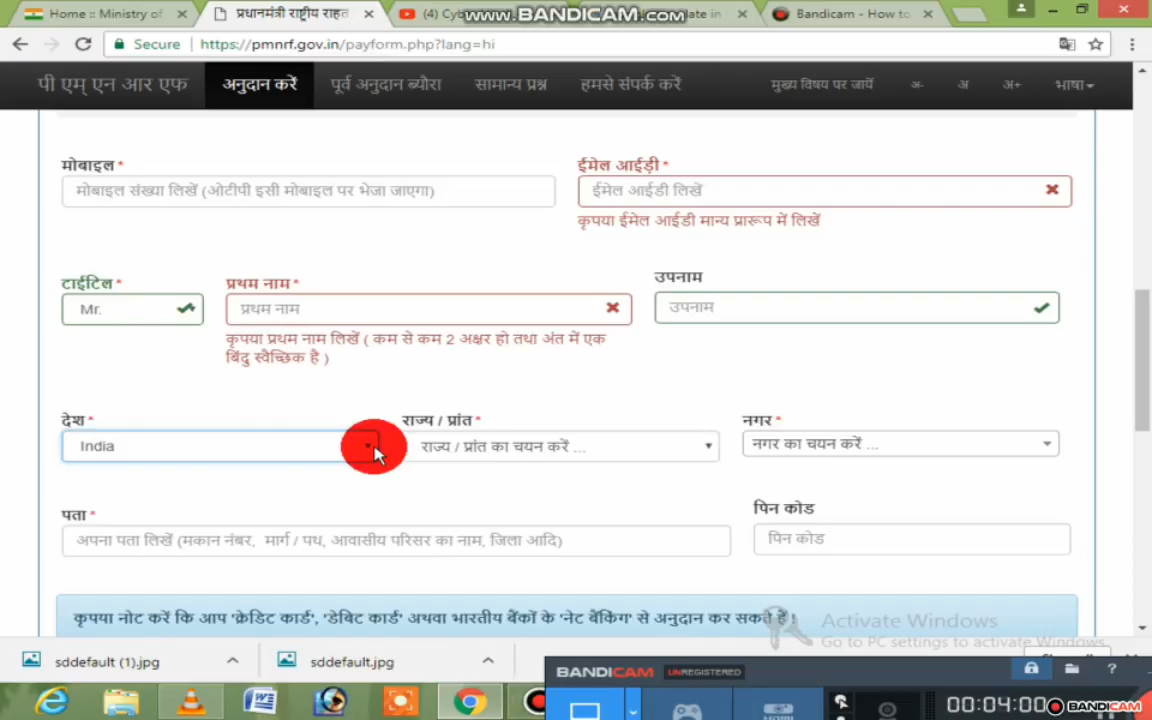 Home :: Ministry of
प्रधानमंत्री राष्ट्रीय राहत
(4) Cyb
www.BANDICAM.com
ate in
Bandicam - How to
Secure
https://pmnrf.gov.in/payform.php?lang=hi
पी एम् एन आर एफ
अनुदान करें
पूर्व अनुदान ब्यौरा
सामान्य प्रश्न
हमसे संपर्क करें
मुख्य विषय पर जायें
अ-
अ
अ+
भाषा
मोबाइल *
ईमेल आईड़ी *
मोबाइल संख्या लिखें (ओटीपी इसी मोबाइल पर भेजा जाएगा)
ईमेल आईडी लिखें
कृपया ईमेल आईडी मान्य प्रारूप में लिखें
टाईटिल *
प्रथम नाम *
उपनाम
Mr.
प्रथम नाम
उपनाम
कृपया प्रथम नाम लिखें ( कम से कम 2 अक्षर हो तथा अंत में एक
बिंदु स्वैच्छिक है )
देश *
राज्य / प्रांत *
नगर *
India
राज्य / प्रांत का चयन करें ...
नगर का चयन करें ...
पता *
पिन कोड
अपना पता लिखें (मकान नंबर, मार्ग / पथ, आवासीय परिसर का नाम, जिला आदि)
पिन कोड
कृपया नोट करें कि आप 'क्रेडिट कार्ड', 'डेबिट कार्ड' अथवा भारतीय बैंकों के 'नेट बैंकिंग' से अनुदान कर सकते हैं।
Activate Windows
Go to PC settings to activate Windows.
sddefault (1).jpg
sddefault.jpg
BANDICAM
UNREGISTERED
00:04:00
BANDICAM